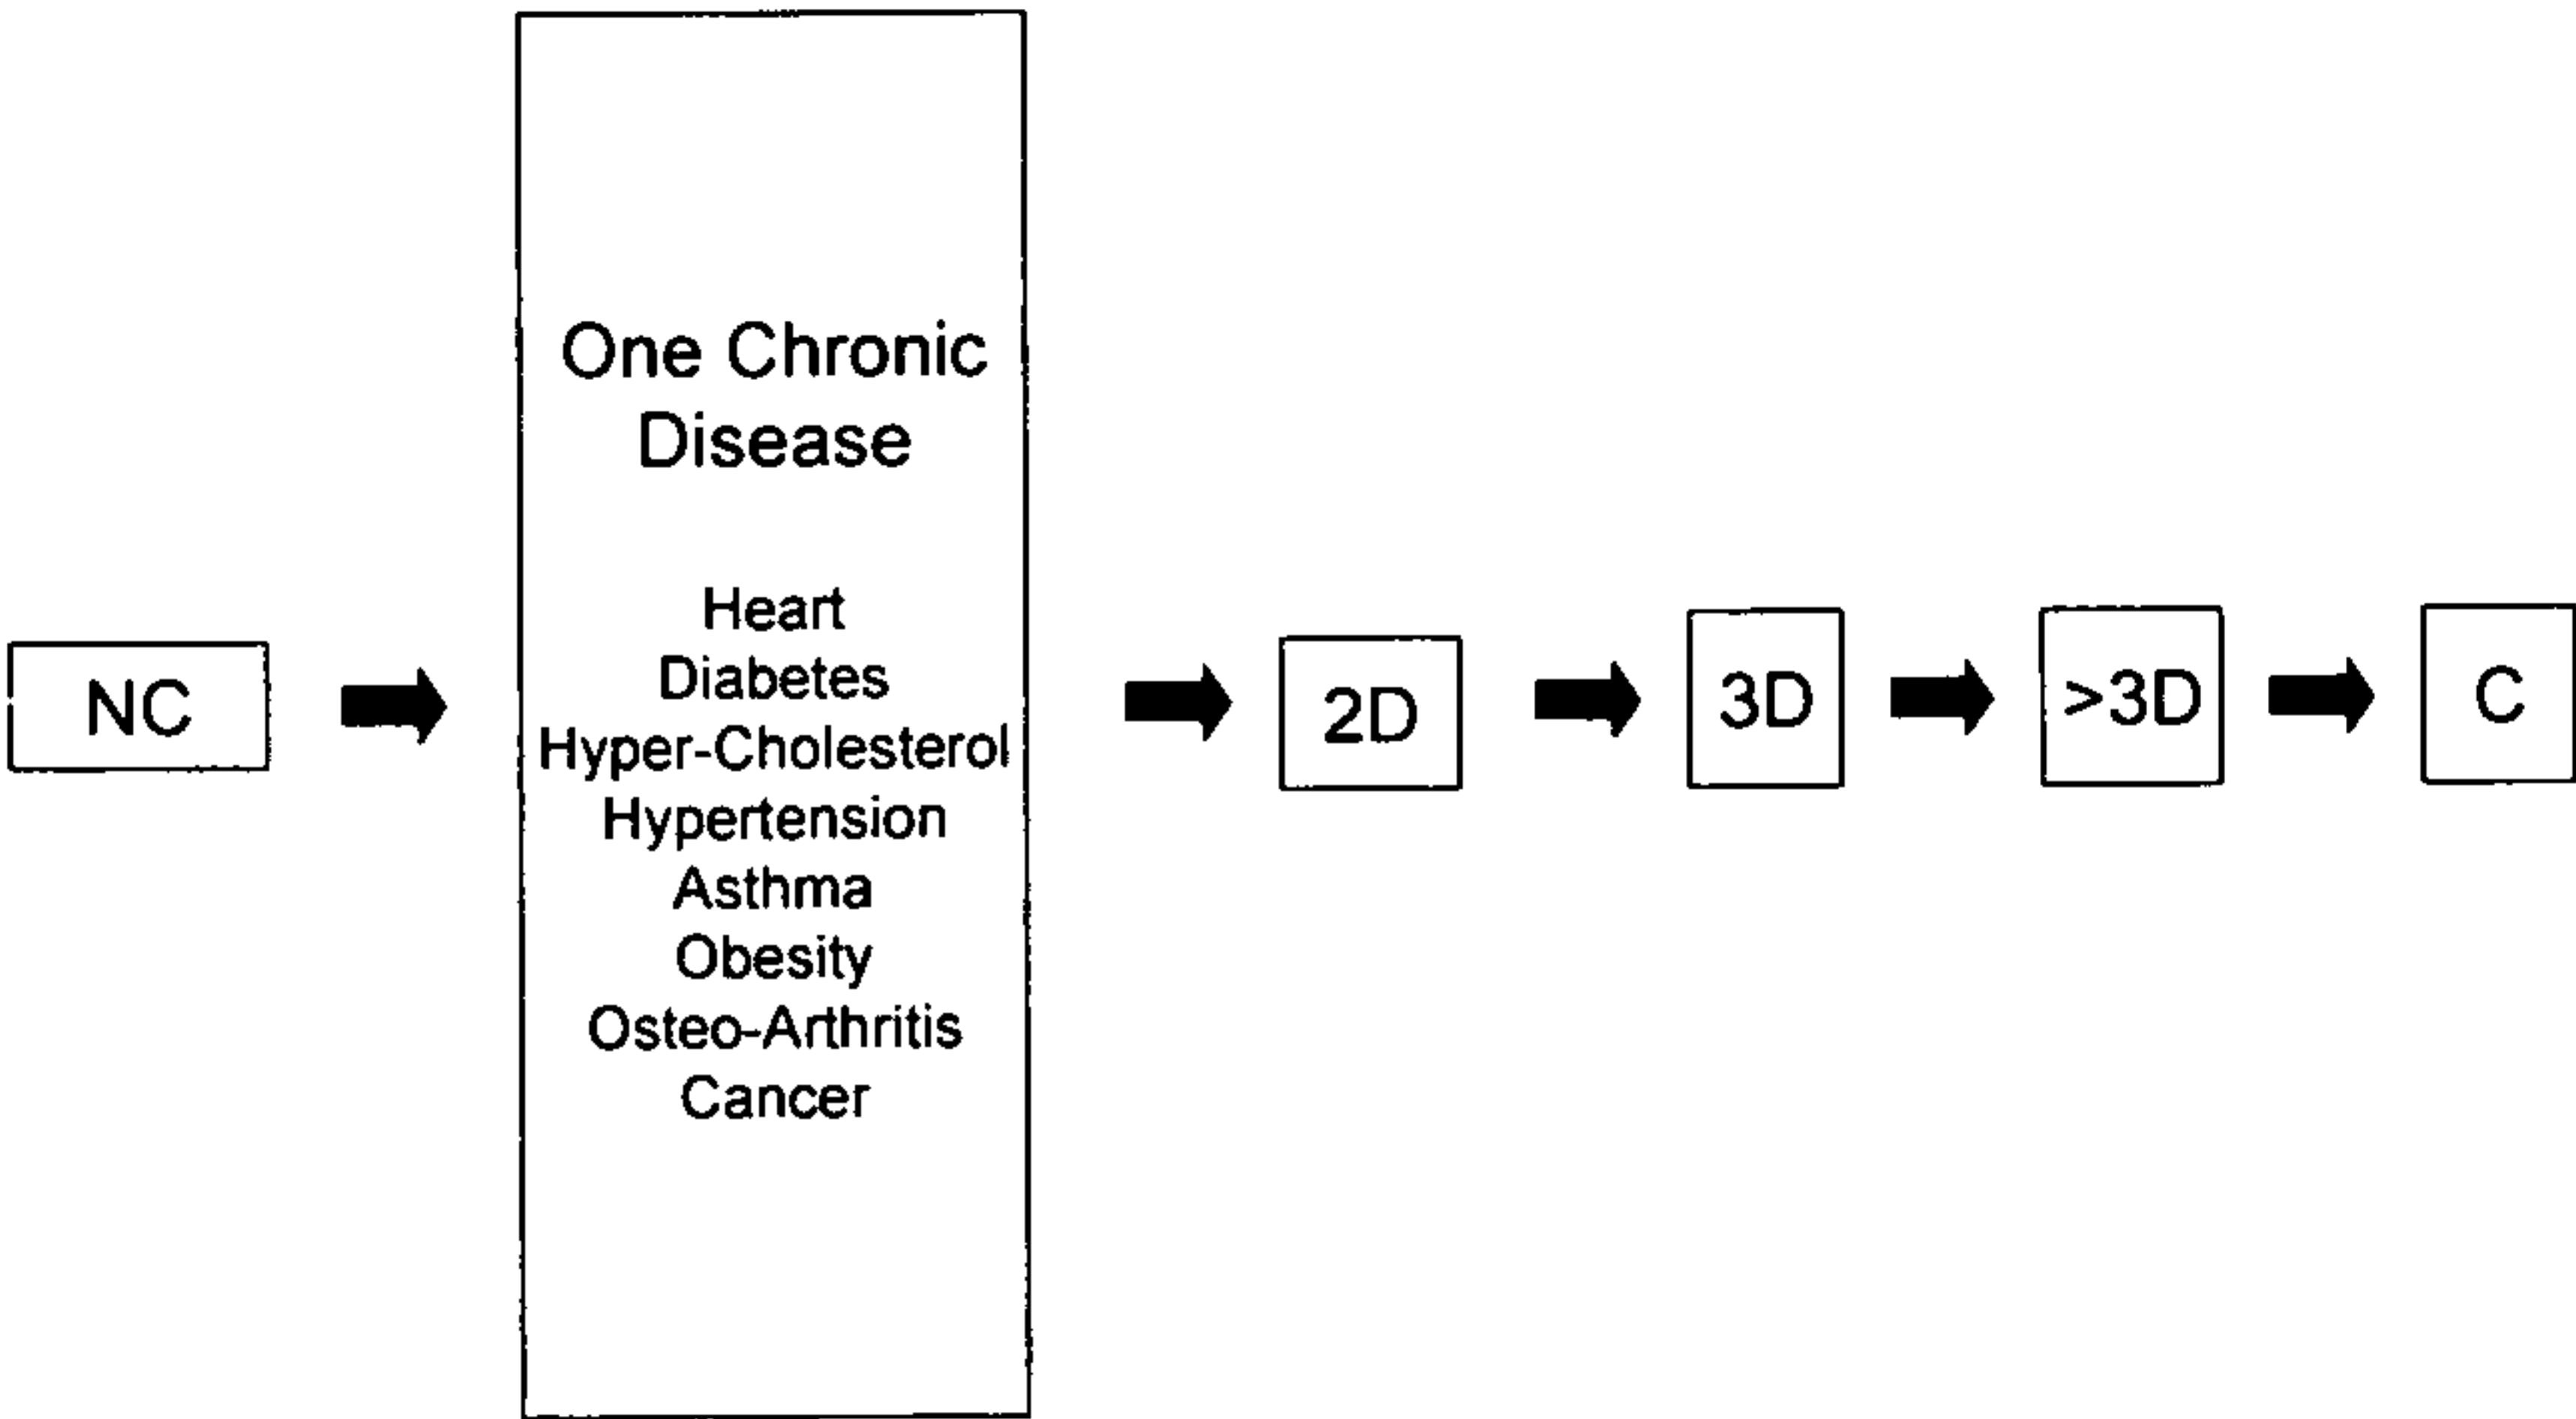 NC
One Chronic
Disease
Heart
Diabetes
Hyper-Cholesterol
Hypertension
Asthma
Obesity
Osteo-Arthritis
Cancer
2D
3D
>3D
C